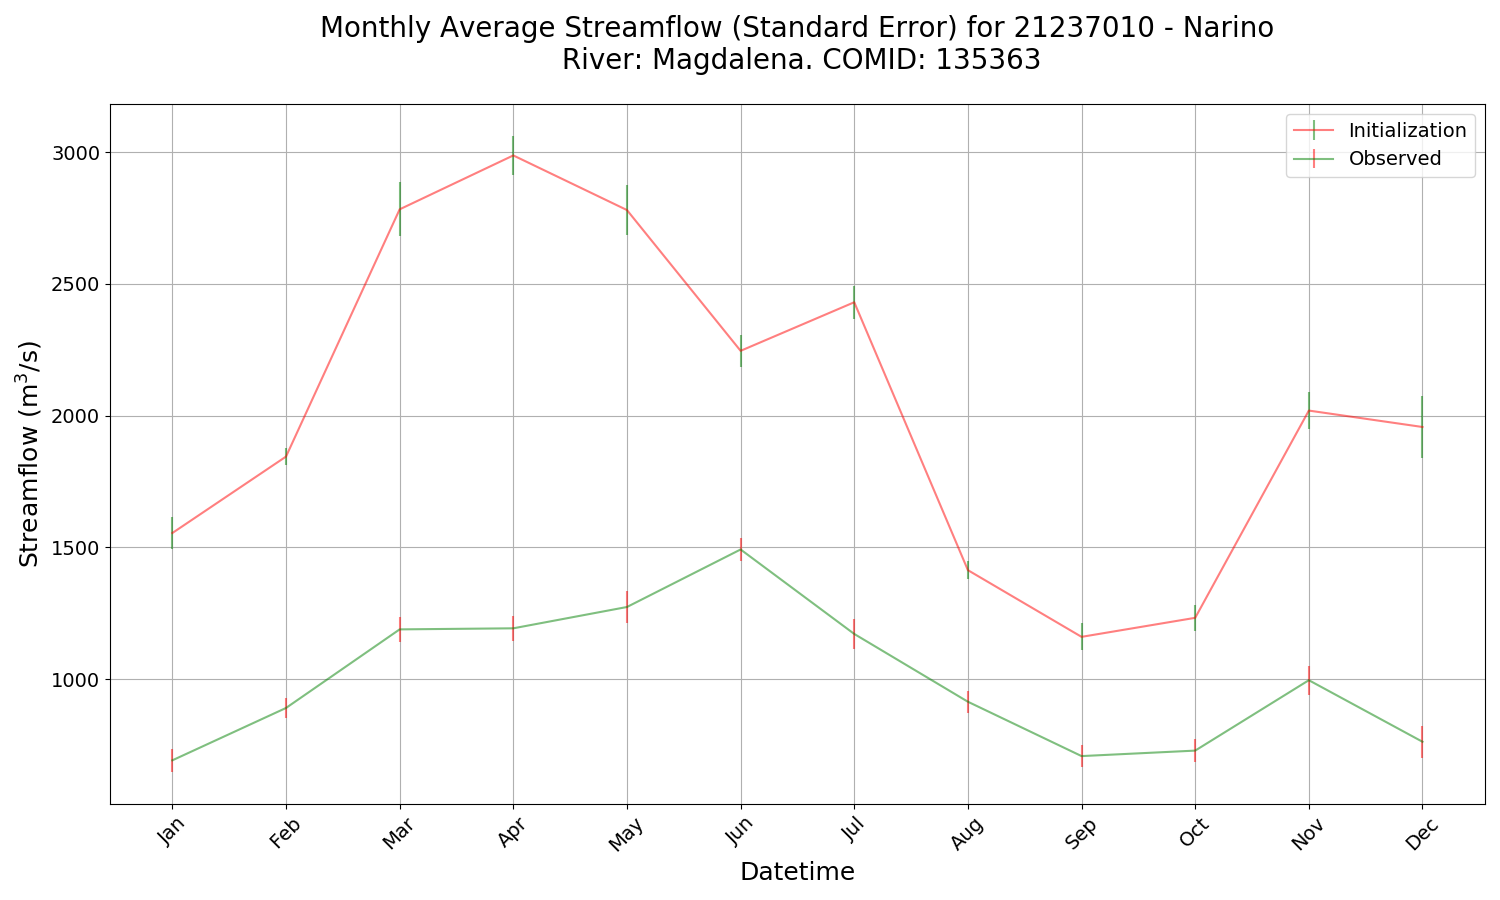 Monthly Average Streamflow (Standard Error) for 21237010 - Narino
River: Magdalena. COMID: 135363
Initialization
Observed
3000
2500
2000
1500
1000
Streamflow (m³/s)
Jan
Feb
Mar
Apr
May
Jun
Jul
Aug
Sep
Oct
Nov
Dec
Datetime